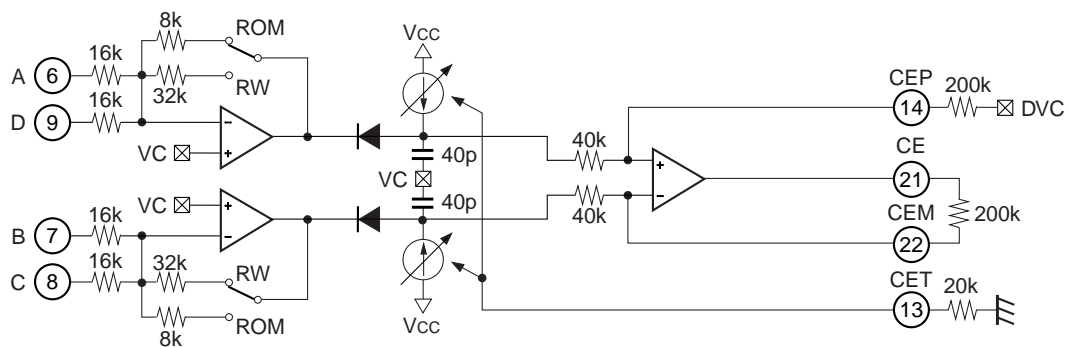 8k
ROM
VCC
16k
A 6
32k
RW
CEP
200k
16k
D 9
14
DVC
VC
40p
40k
CE
VC
21
VC
40p
40k
CEM
200k
16k
B 7
22
16k
32k
RW
C 8
CET
20k
8k
ROM
VCC
13